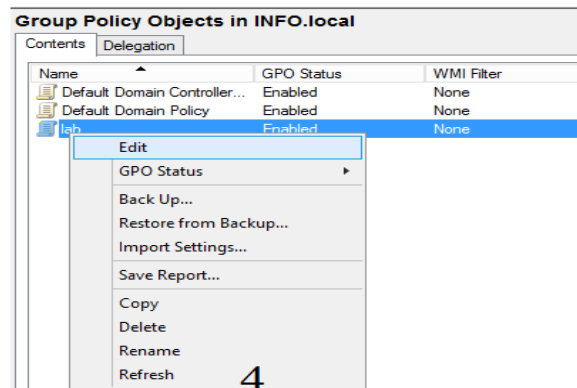 Group Policy Objects in INFO.local
Contents Delegation
Name GPO Status WMI Filter
Default Domain Controller... Enabled None
Default Domain Policy Enabled None
lab Enabled None
Edit
GPO Status
Back Up...
Restore from Backup...
Import Settings...
Save Report...
Copy
Delete
Rename
Refresh
4